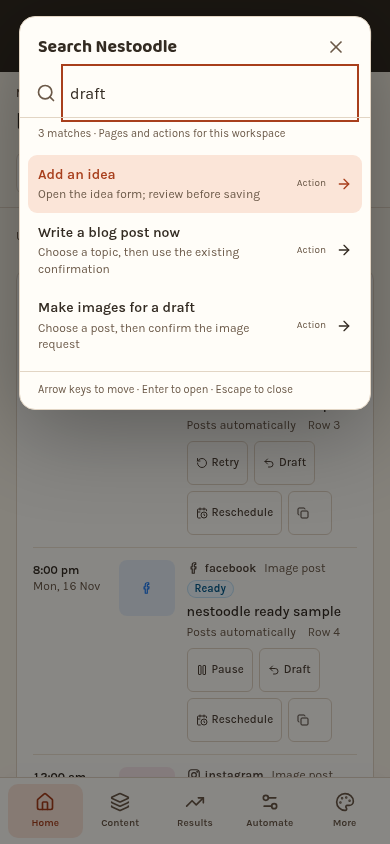 Search Nestoodle
draft
3 matches · Pages and actions for this workspace
Add an idea
Open the idea form; review before saving
Action
Write a blog post now
Choose a topic, then use the existing
confirmation
Action
Make images for a draft
Choose a post, then confirm the image
request
Action
Arrow keys to move · Enter to open · Escape to close
Posts automatically Row 3
Retry Draft
Reschedule
8:00 pm
Mon, 16 Nov
facebook Image post
Ready
nestoodle ready sample
Posts automatically Row 4
Pause Draft
Reschedule
12:00 am
instagram Image post
Home Content Results Automate More